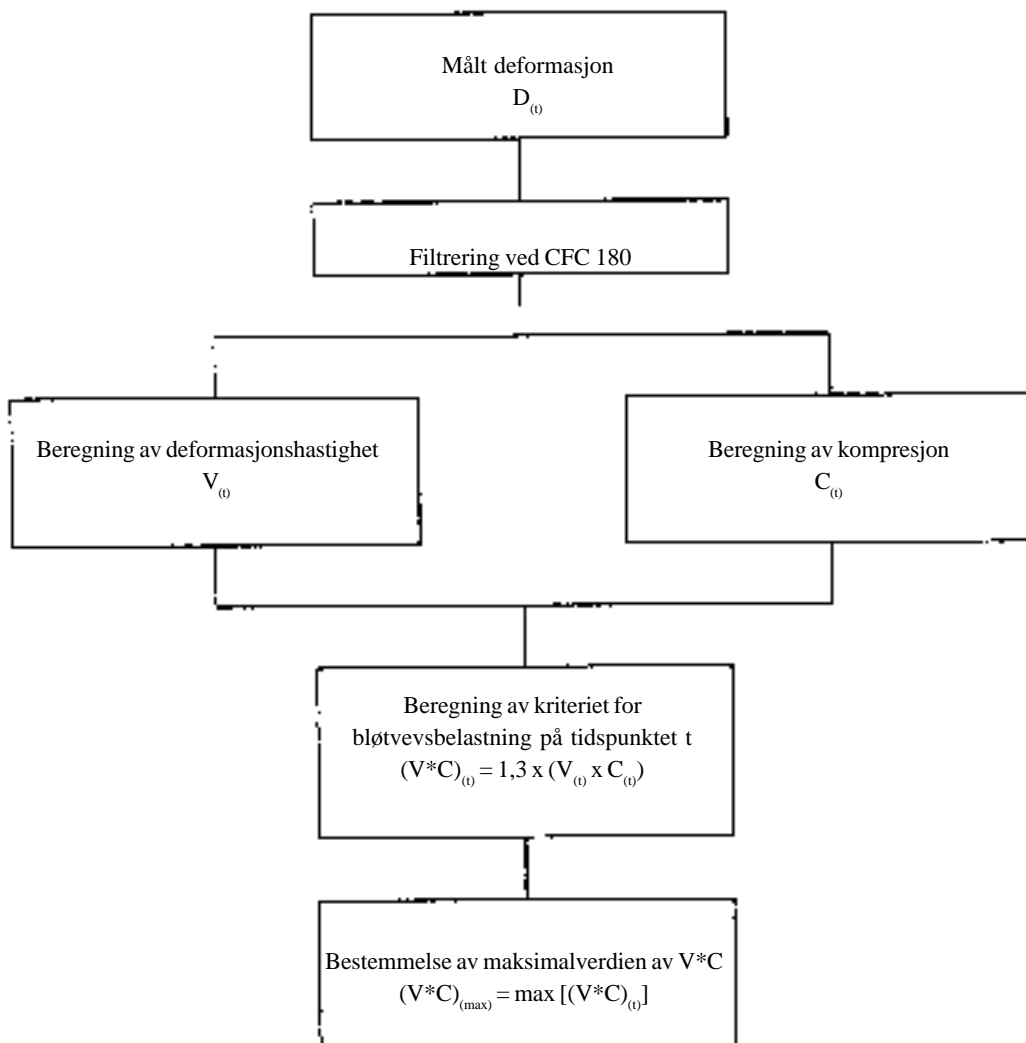 Målt deformasjon
D(t)
Filtrering ved CFC 180
Beregning av deformasjonshastighet
V(t)
Beregning av kompresjon
C(t)
Beregning av kriteriet for
bløtvevsbelastning på tidspunktet t
(V*C)(t) = 1,3 x (V(t) x C(t))
Bestemmelse av maksimalverdien av V*C
(V*C)(max) = max [(V*C)(t)]